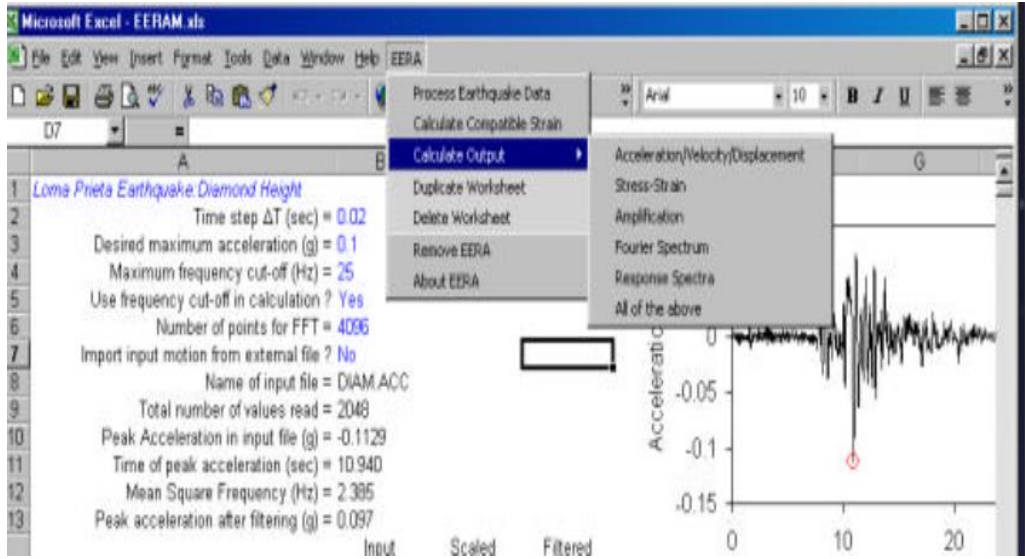 Microsoft Excel - EERAM.xls
File Edit View Insert Format Tools Data Window Help EERA
Arial 10 B I U
D7 =
Process Earthquake Data
Calculate Compatible Strain
Calculate Output
Duplicate Worksheet
Delete Worksheet
Remove EERA
About EERA
Acceleration/Velocity/Displacement
Stress-Strain
Amplification
Fourier Spectrum
Response Spectra
All of the above
A B G
1 Loma Prieta Earthquake:Diamond Height
2 Time step ΔT (sec) = 0.02
3 Desired maximum acceleration (g) = 0.1
4 Maximum frequency cut-off (Hz) = 25
5 Use frequency cut-off in calculation ? Yes
6 Number of points for FFT = 4096
7 Import input motion from external file ? No
8 Name of input file = DIAM.ACC
9 Total number of values read = 2048
10 Peak Acceleration in input file (g) = -0.1129
11 Time of peak acceleration (sec) = 10.940
12 Mean Square Frequency (Hz) = 2.385
13 Peak acceleration after filtering (g) = 0.097
Input Scaled Filtered
Acceleratio
0
-0.05
-0.1
-0.15
0 10 20